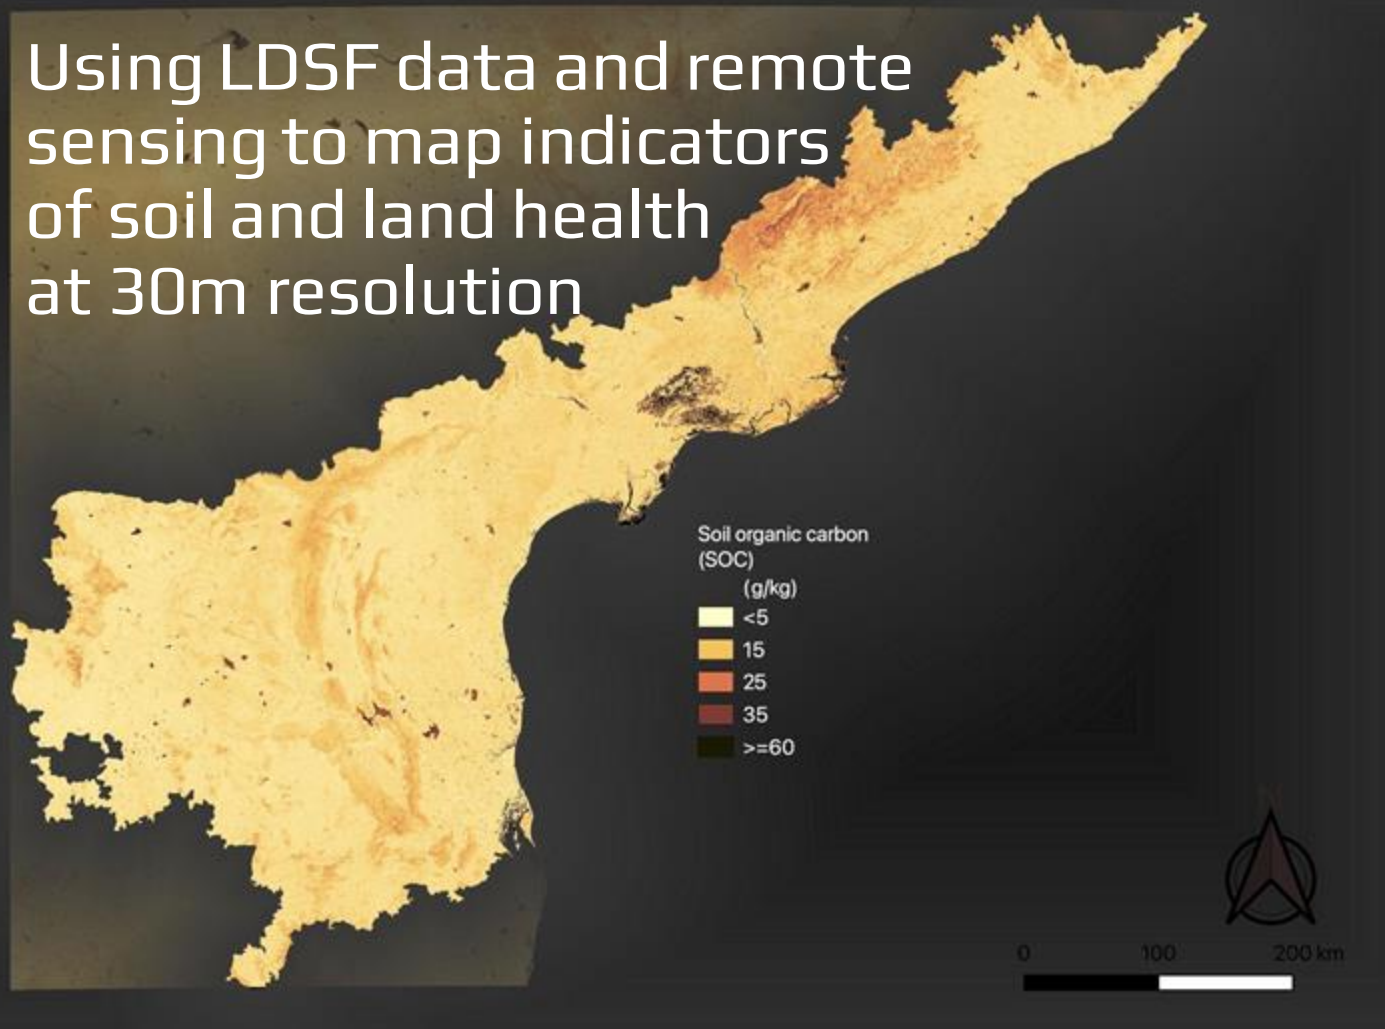 Using LDSF data and remote
sensing to map indicators
of soil and land health
at 30m resolution
Soil organic carbon
(SOC)
(g/kg)
<5
15
25
35
>=60
N
0 100 200 km